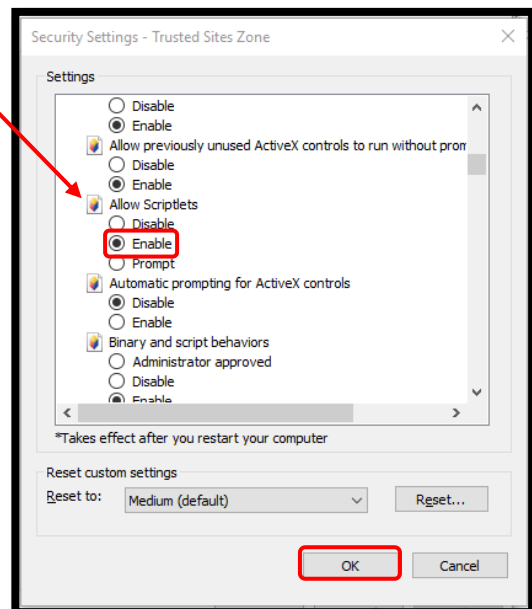 Security Settings - Trusted Sites Zone
Settings
Disable
Enable
Allow previously unused ActiveX controls to run without prom
Disable
Enable
Allow Scriptlets
Disable
Enable
Prompt
Automatic prompting for ActiveX controls
Disable
Enable
Binary and script behaviors
Administrator approved
Disable
Enable
*Takes effect after you restart your computer
Reset custom settings
Reset to: Medium (default) Reset...
OK Cancel